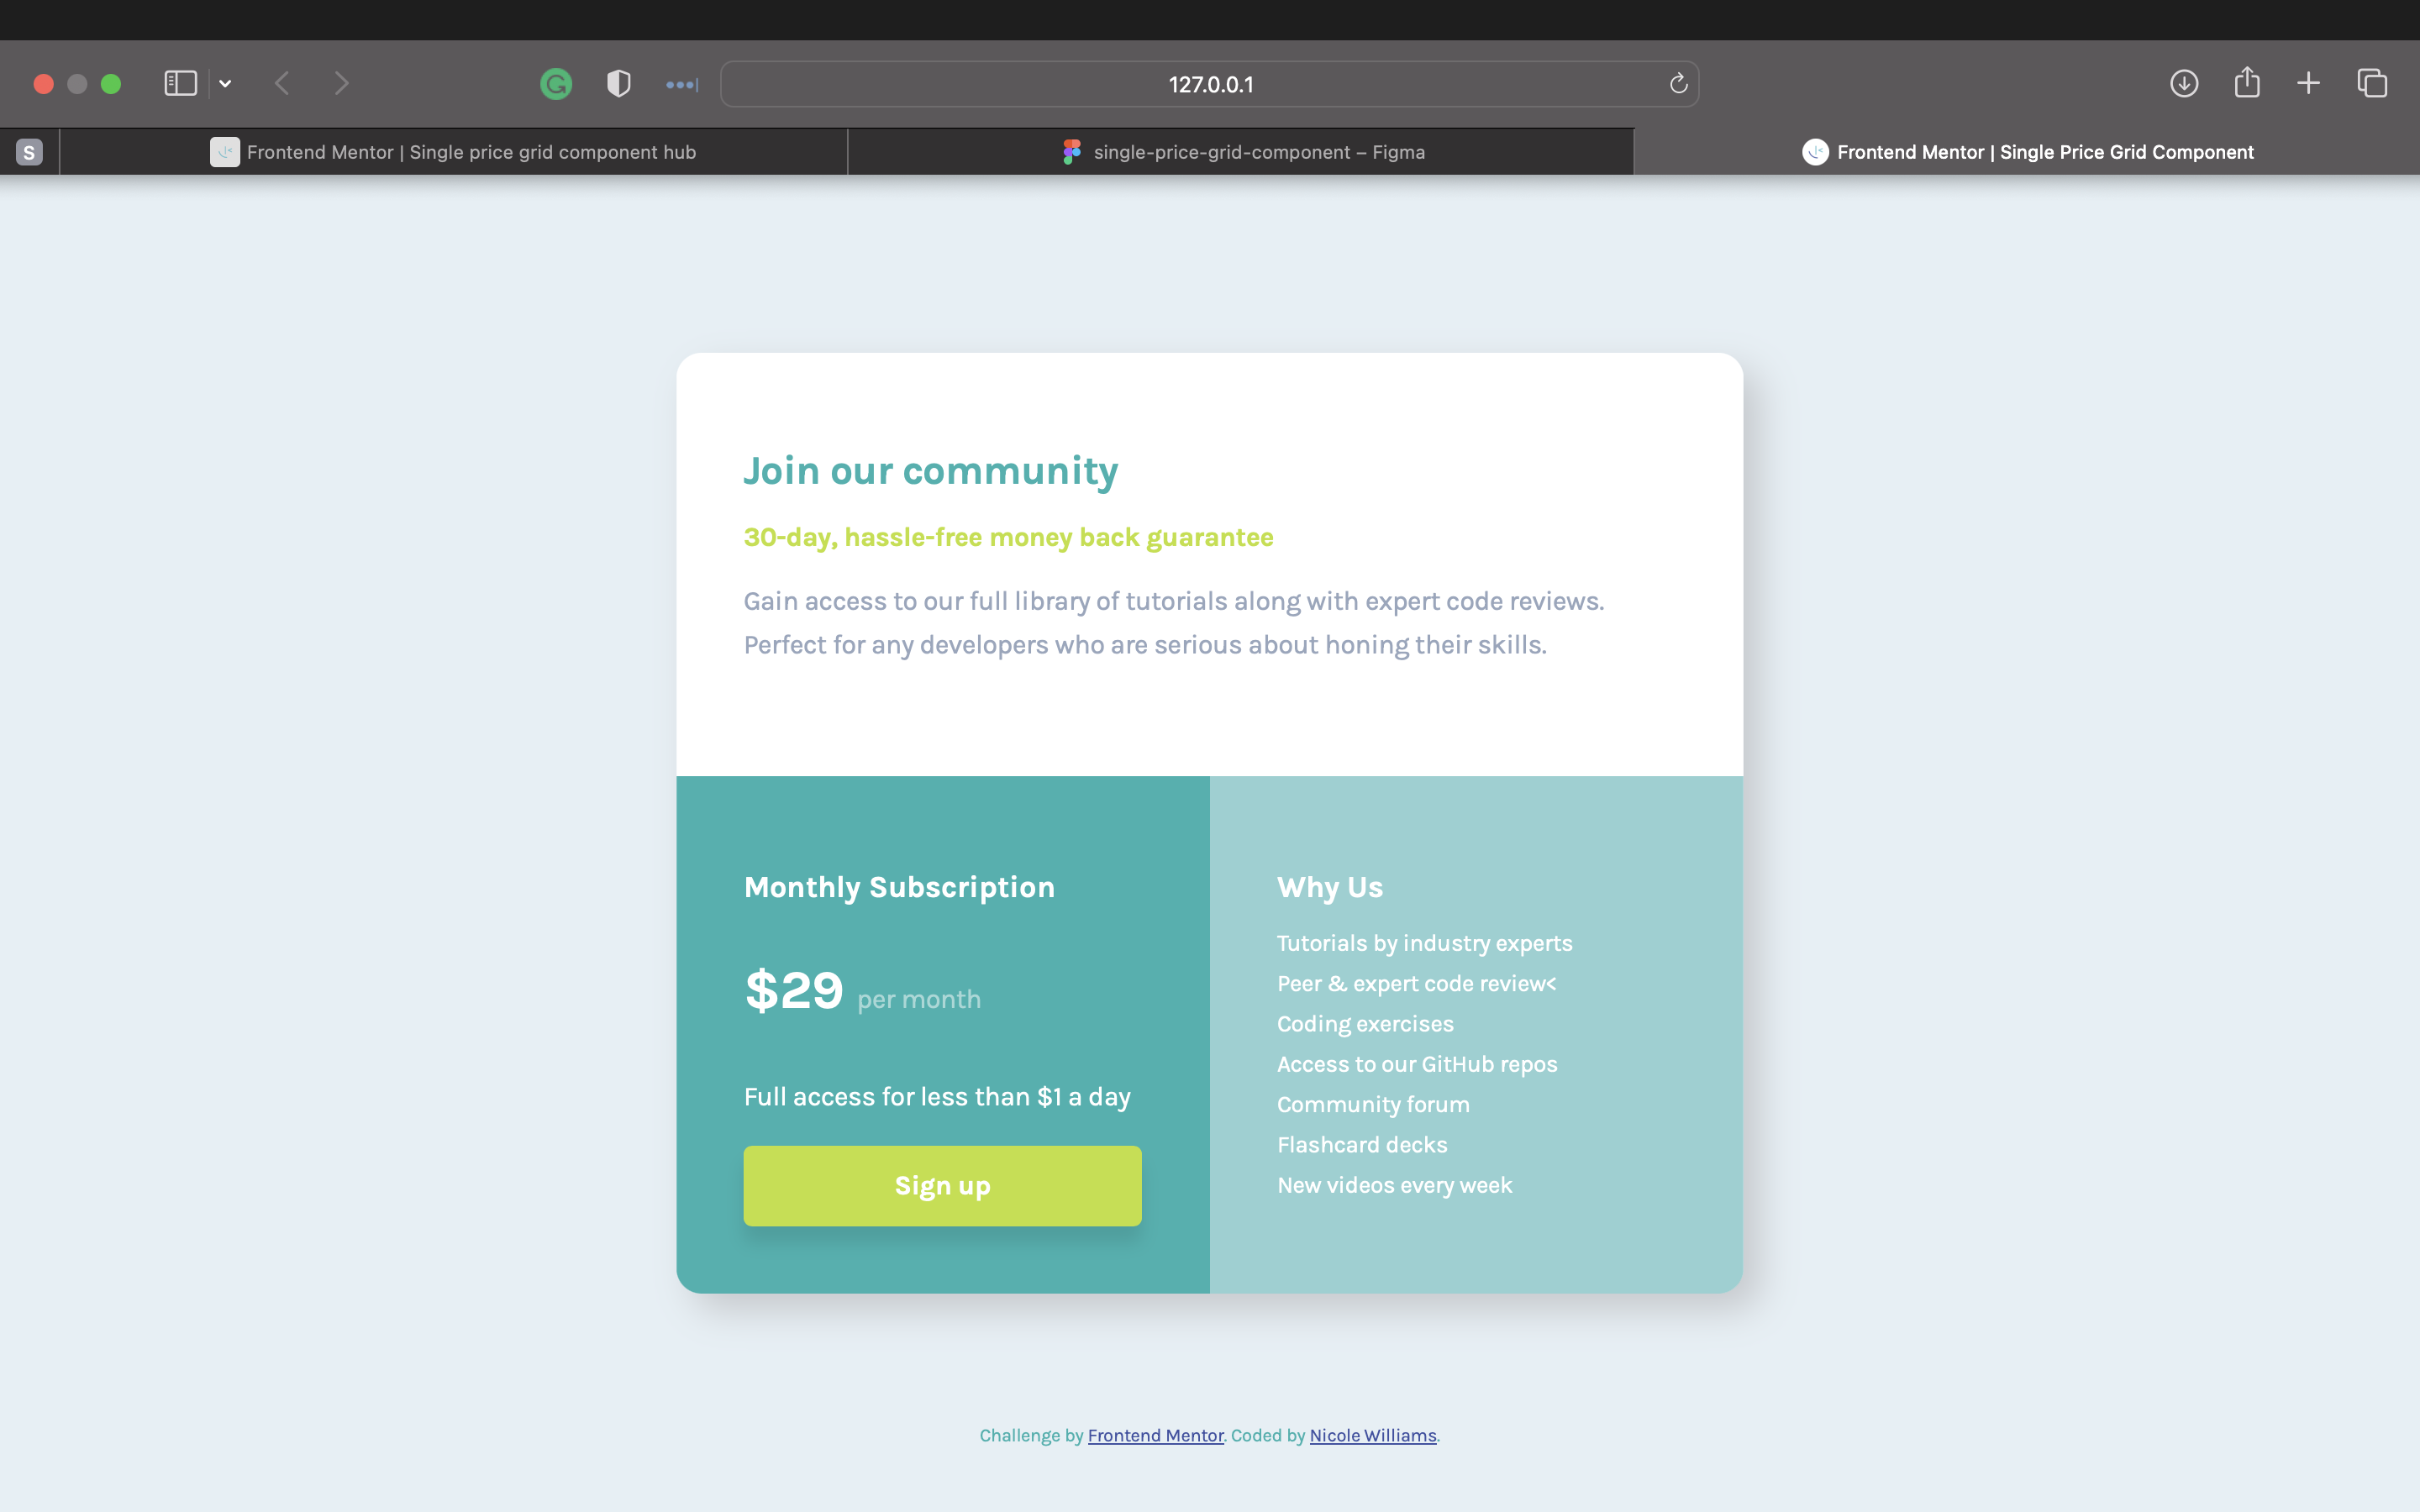 127.0.0.1
S
Frontend Mentor | Single price grid component hub
single-price-grid-component – Figma
Frontend Mentor | Single Price Grid Component
Join our community
30-day, hassle-free money back guarantee
Gain access to our full library of tutorials along with expert code reviews.
Perfect for any developers who are serious about honing their skills.
Monthly Subscription
$29 per month
Full access for less than $1 a day
Sign up
Why Us
Tutorials by industry experts
Peer & expert code review<
Coding exercises
Access to our GitHub repos
Community forum
Flashcard decks
New videos every week
Challenge by Frontend Mentor. Coded by Nicole Williams.